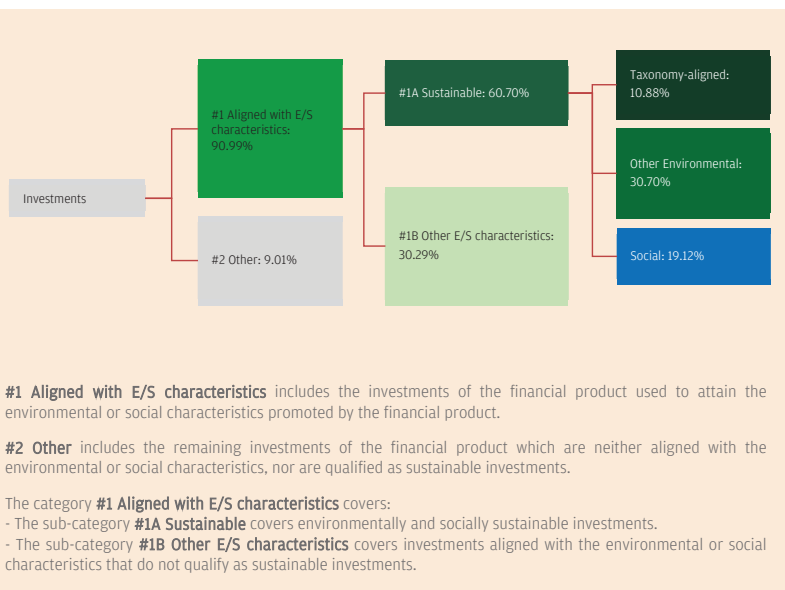 Investments
#1 Aligned with E/S
characteristics:
90.99%
#2 Other: 9.01%
#1A Sustainable: 60.70%
#1B Other E/S characteristics:
30.29%
Taxonomy-aligned:
10.88%
Other Environmental:
30.70%
Social: 19.12%
#1 Aligned with E/S characteristics includes the investments of the financial product used to attain the
environmental or social characteristics promoted by the financial product.
#2 Other includes the remaining investments of the financial product which are neither aligned with the
environmental or social characteristics, nor are qualified as sustainable investments.
The category #1 Aligned with E/S characteristics covers:
- The sub-category #1A Sustainable covers environmentally and socially sustainable investments.
- The sub-category #1B Other E/S characteristics covers investments aligned with the environmental or social
characteristics that do not qualify as sustainable investments.